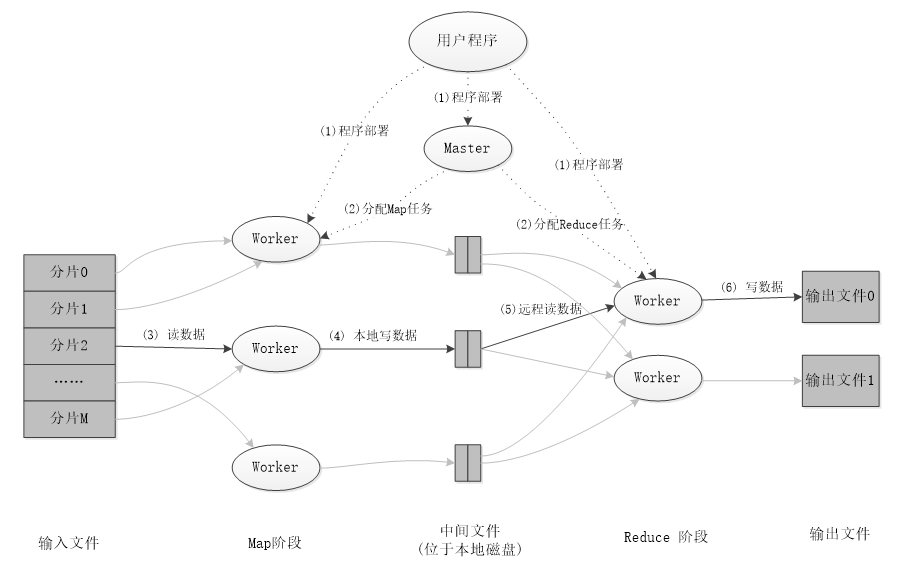 用户程序
(1)程序部署
Master
(1)程序部署
(1)程序部署
(2)分配Map任务
(2)分配Reduce任务
Worker
分片0
分片1
分片2
……
分片M
(3) 读数据
Worker
(4) 本地写数据
Worker
(5)远程读数据
Worker
(6) 写数据
输出文件0
Worker
输出文件1
输入文件
Map阶段
中间文件
(位于本地磁盘)
Reduce 阶段
输出文件